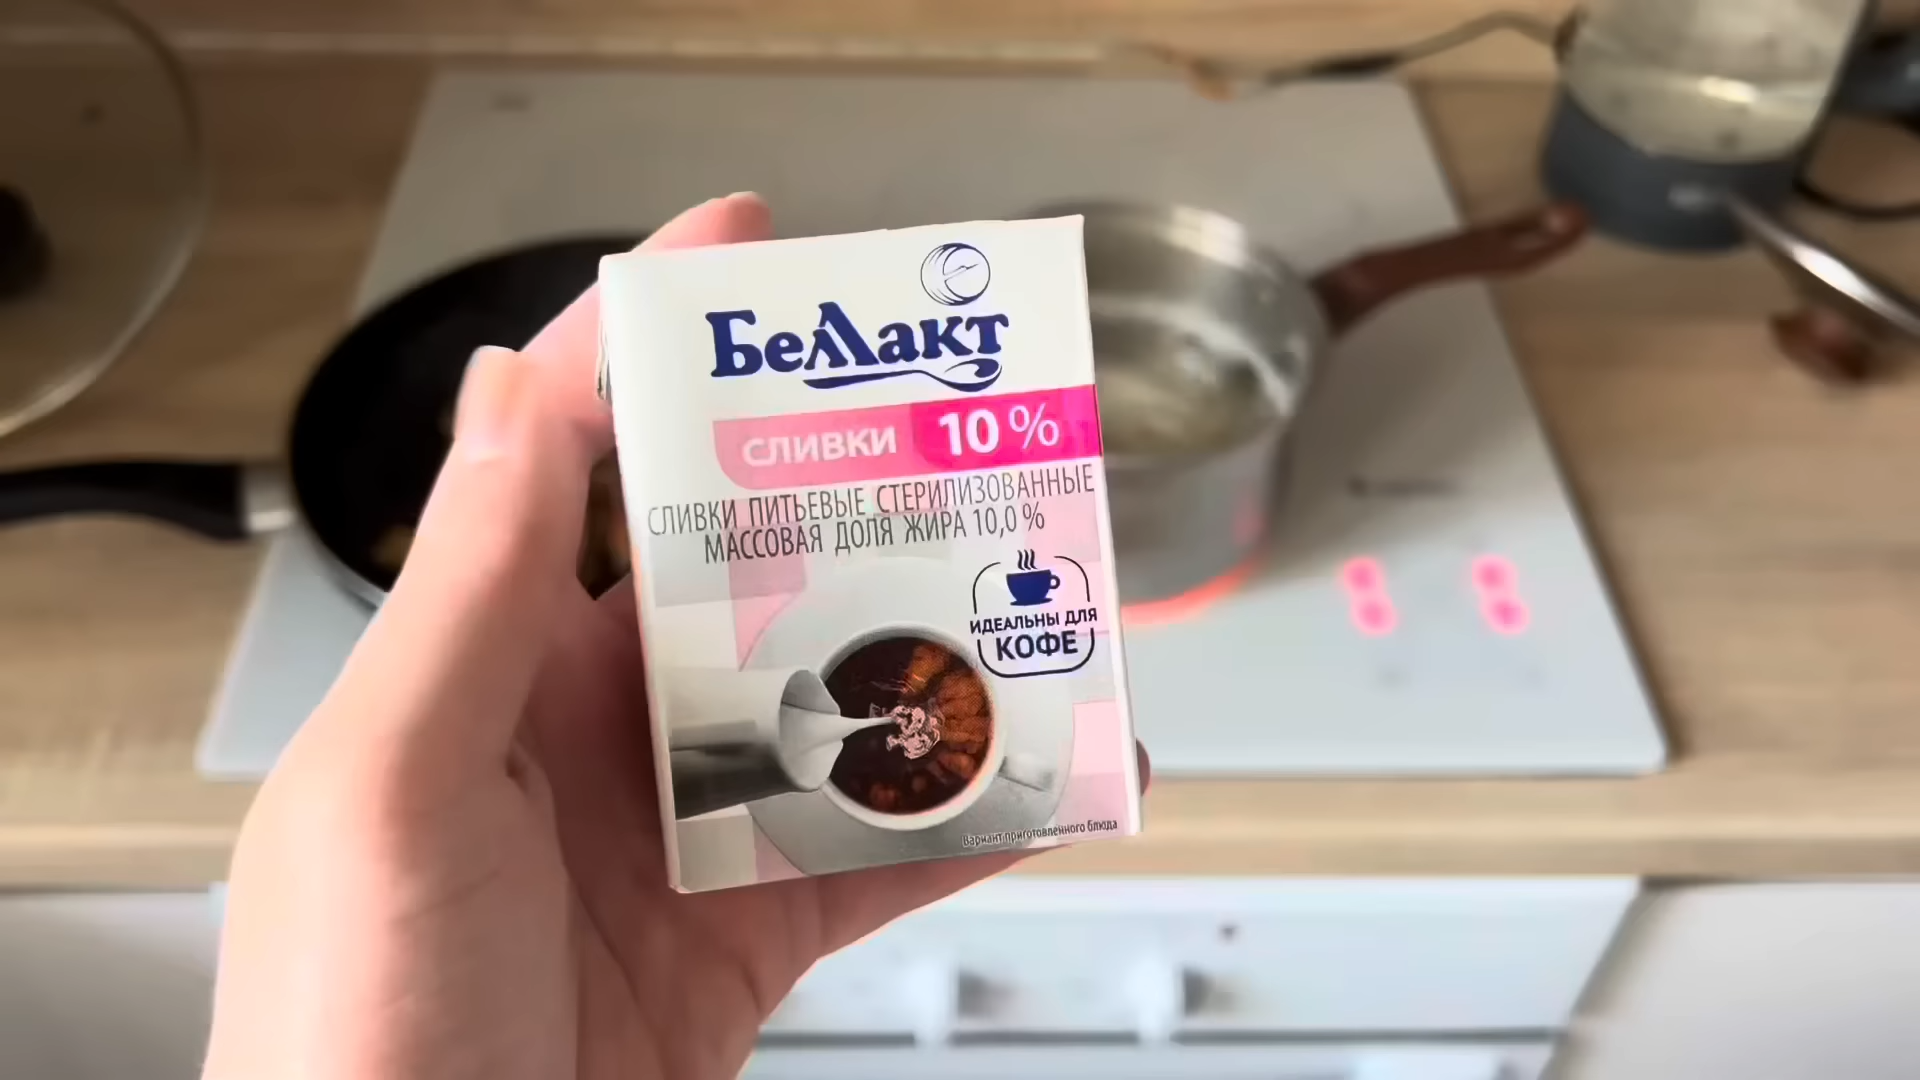 Беллакт
СЛИВКИ 10%
СЛИВКИ ПИТЬЕВЫЕ СТЕРИЛИЗОВАННЫЕ
МАССОВАЯ ДОЛЯ ЖИРА 10,0%
ИДЕАЛЬНЫ ДЛЯ
КОФЕ
Вариант приготовленного блюда